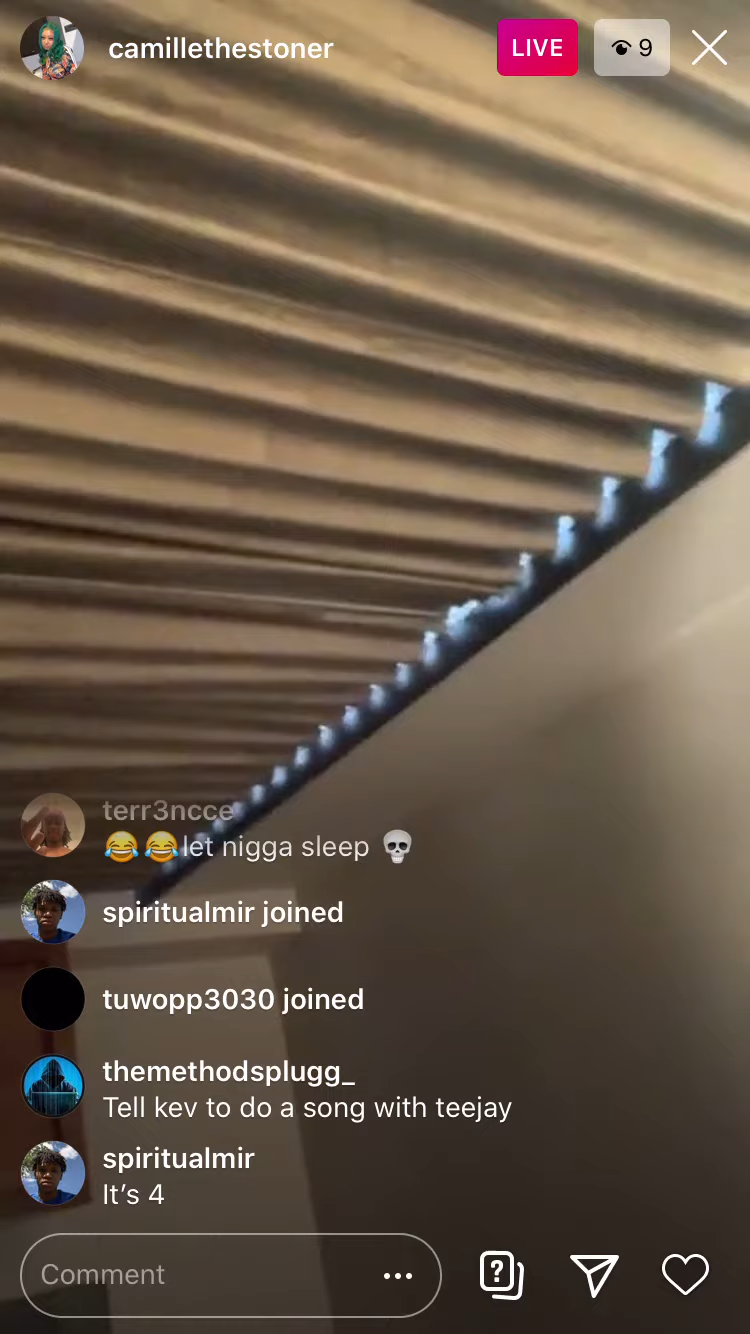 camillethestoner
LIVE
9
terr3ncce
😂😂let nigga sleep 💀
spiritualmir joined
tuwopp3030 joined
themethodsplugg_
Tell kev to do a song with teejay
spiritualmir
It’s 4
Comment